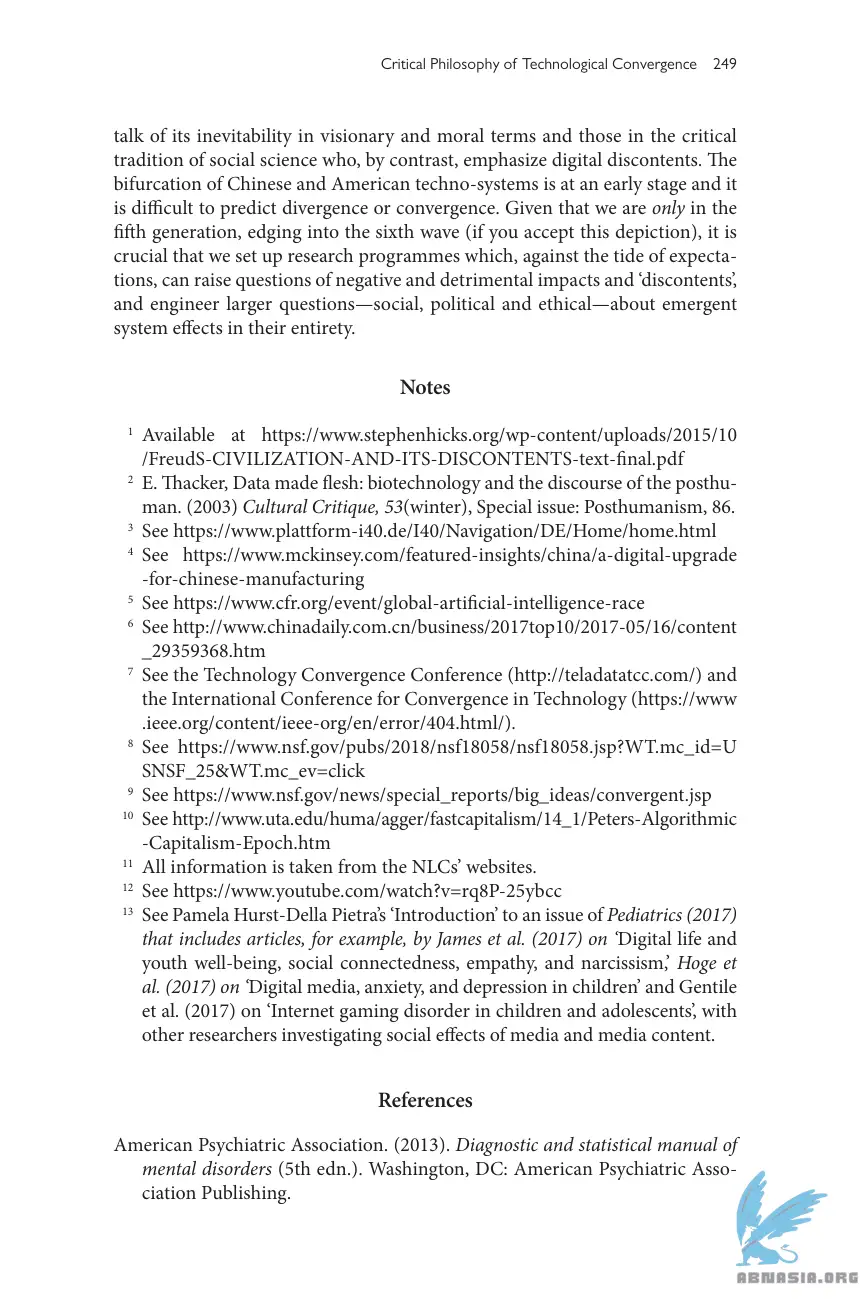 Critical Philosophy of Technological Convergence 249
talk of its inevitability in visionary and moral terms and those in the critical
tradition of social science who, by contrast, emphasize digital discontents. The
bifurcation of Chinese and American techno-systems is at an early stage and it
is difficult to predict divergence or convergence. Given that we are only in the
fifth generation, edging into the sixth wave (if you accept this depiction), it is
crucial that we set up research programmes which, against the tide of expecta-
tions, can raise questions of negative and detrimental impacts and ‘discontents’,
and engineer larger questions—social, political and ethical—about emergent
system effects in their entirety.
Notes
1 Available at https://www.stephenhicks.org/wp-content/uploads/2015/10
/FreudS-CIVILIZATION-AND-ITS-DISCONTENTS-text-final.pdf
2 E. Thacker, Data made flesh: biotechnology and the discourse of the posthu-
man. (2003) Cultural Critique, 53(winter), Special issue: Posthumanism, 86.
3 See https://www.plattform-i40.de/I40/Navigation/DE/Home/home.html
4 See https://www.mckinsey.com/featured-insights/china/a-digital-upgrade
-for-chinese-manufacturing
5 See https://www.cfr.org/event/global-artificial-intelligence-race
6 See http://www.chinadaily.com.cn/business/2017top10/2017-05/16/content
_29359368.htm
7 See the Technology Convergence Conference (http://teladatatcc.com/) and
the International Conference for Convergence in Technology (https://www
.ieee.org/content/ieee-org/en/error/404.html/).
8 See https://www.nsf.gov/pubs/2018/nsf18058/nsf18058.jsp?WT.mc_id=U
SNSF_25&WT.mc_ev=click
9 See https://www.nsf.gov/news/special_reports/big_ideas/convergent.jsp
10 See http://www.uta.edu/huma/agger/fastcapitalism/14_1/Peters-Algorithmic
-Capitalism-Epoch.htm
11 All information is taken from the NLCs’ websites.
12 See https://www.youtube.com/watch?v=rq8P-25ybcc
13 See Pamela Hurst-Della Pietra’s ‘Introduction’ to an issue of Pediatrics (2017)
that includes articles, for example, by James et al. (2017) on ‘Digital life and
youth well-being, social connectedness, empathy, and narcissism,’ Hoge et
al. (2017) on ‘Digital media, anxiety, and depression in children’ and Gentile
et al. (2017) on ‘Internet gaming disorder in children and adolescents’, with
other researchers investigating social effects of media and media content.
References
American Psychiatric Association. (2013). Diagnostic and statistical manual of
mental disorders (5th edn.). Washington, DC: American Psychiatric Asso-
ciation Publishing.
ABNASIA.ORG